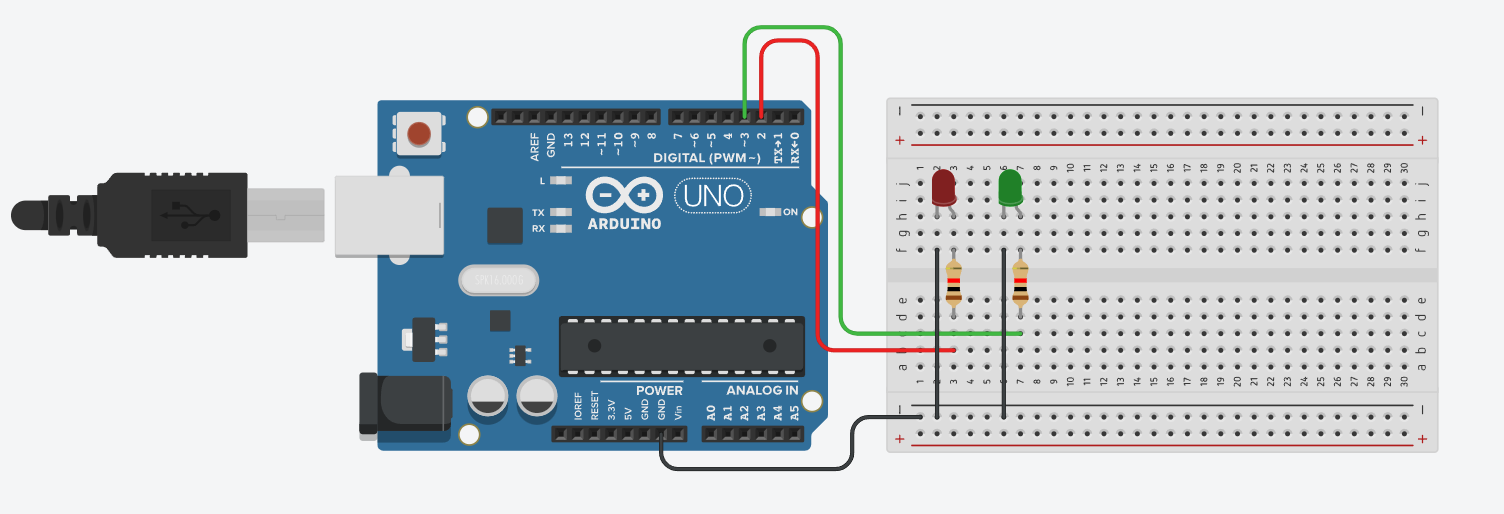 AREF
GND
13
12
~11
~10
~9
8
7
~6
~5
4
~3
2
TX→1
RX←0
DIGITAL (PWM~)
L
TX
RX
UNO
ARDUINO
ON
POWER
ANALOG IN
IOREF
RESET
3.3V
5V
GND
GND
Vin
A0
A1
A2
A3
A4
A5
− −
+ +
1 2 3 4 5 6 7 8 9 10 11 12 13 14 15 16 17 18 19 20 21 22 23 24 25 26 27 28 29 30
j j
i i
h h
g g
f f
e e
d d
c c
b b
a a
1 2 3 4 5 6 7 8 9 10 11 12 13 14 15 16 17 18 19 20 21 22 23 24 25 26 27 28 29 30
− −
+ +